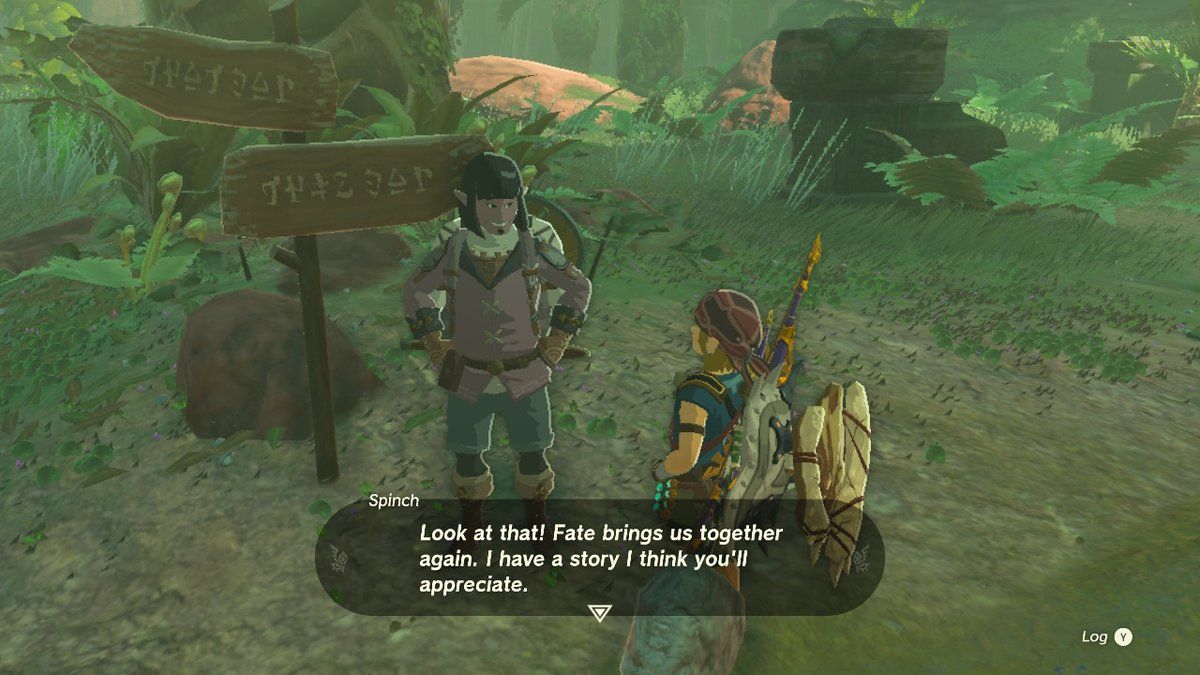 Spinch
Look at that! Fate brings us together
again. I have a story I think you'll
appreciate.
Log Y